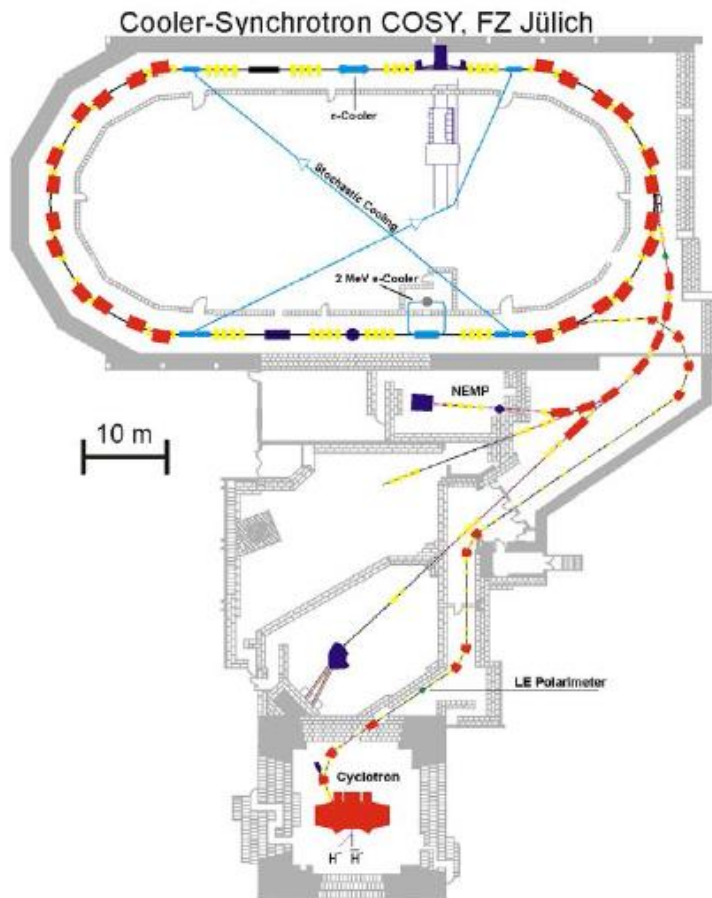 Cooler-Synchrotron COSY, FZ Jülich
e-Cooler
Stochastic Cooling
2 MeV e-Cooler
NEMP
10 m
LE Polarimeter
Cyclotron
H⁻ H⁻